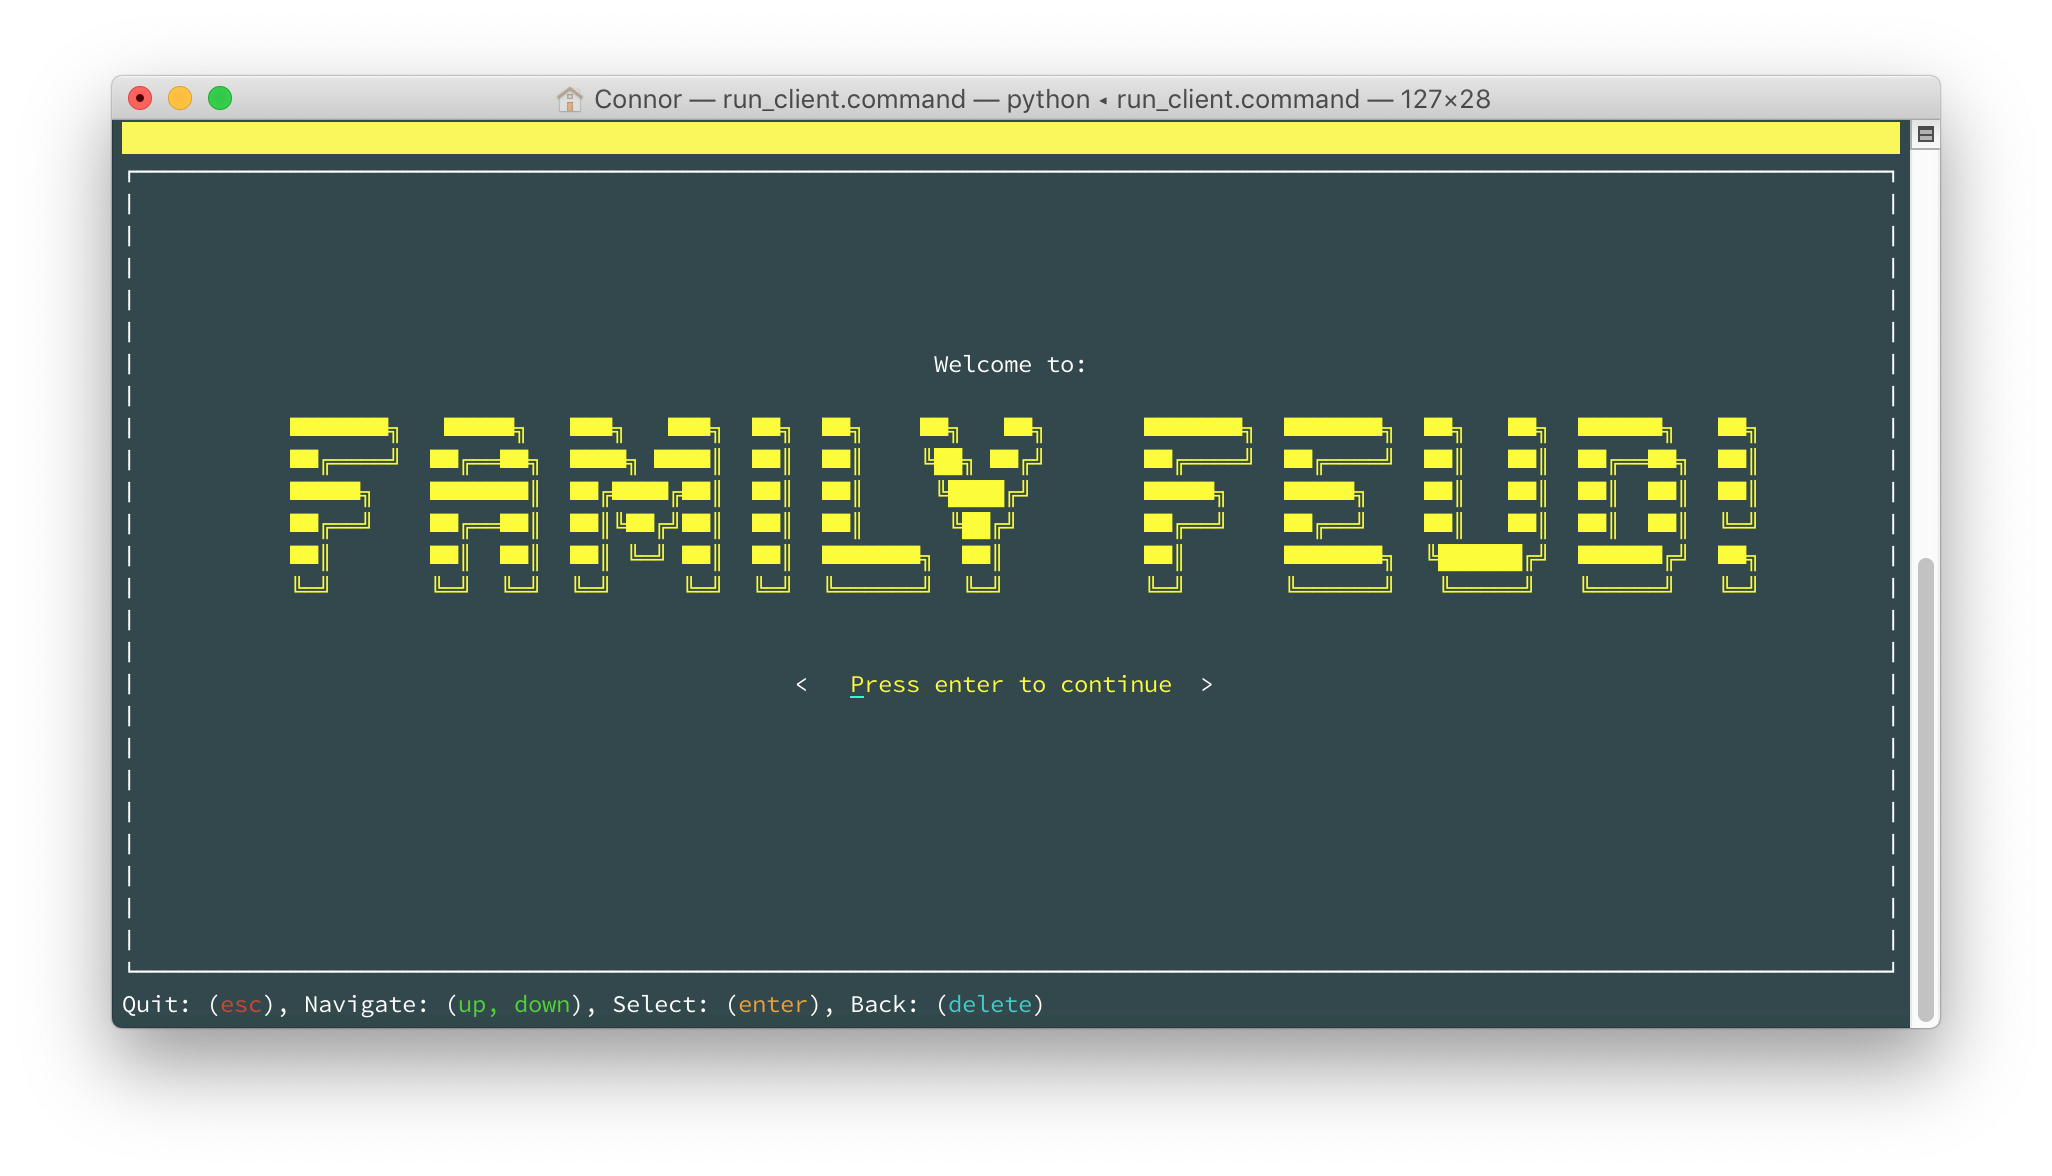 Connor — run_client.command — python ◂ run_client.command — 127×28
Welcome to:
FAMILY FEUD!
< Press enter to continue >
Quit: (esc), Navigate: (up, down), Select: (enter), Back: (delete)